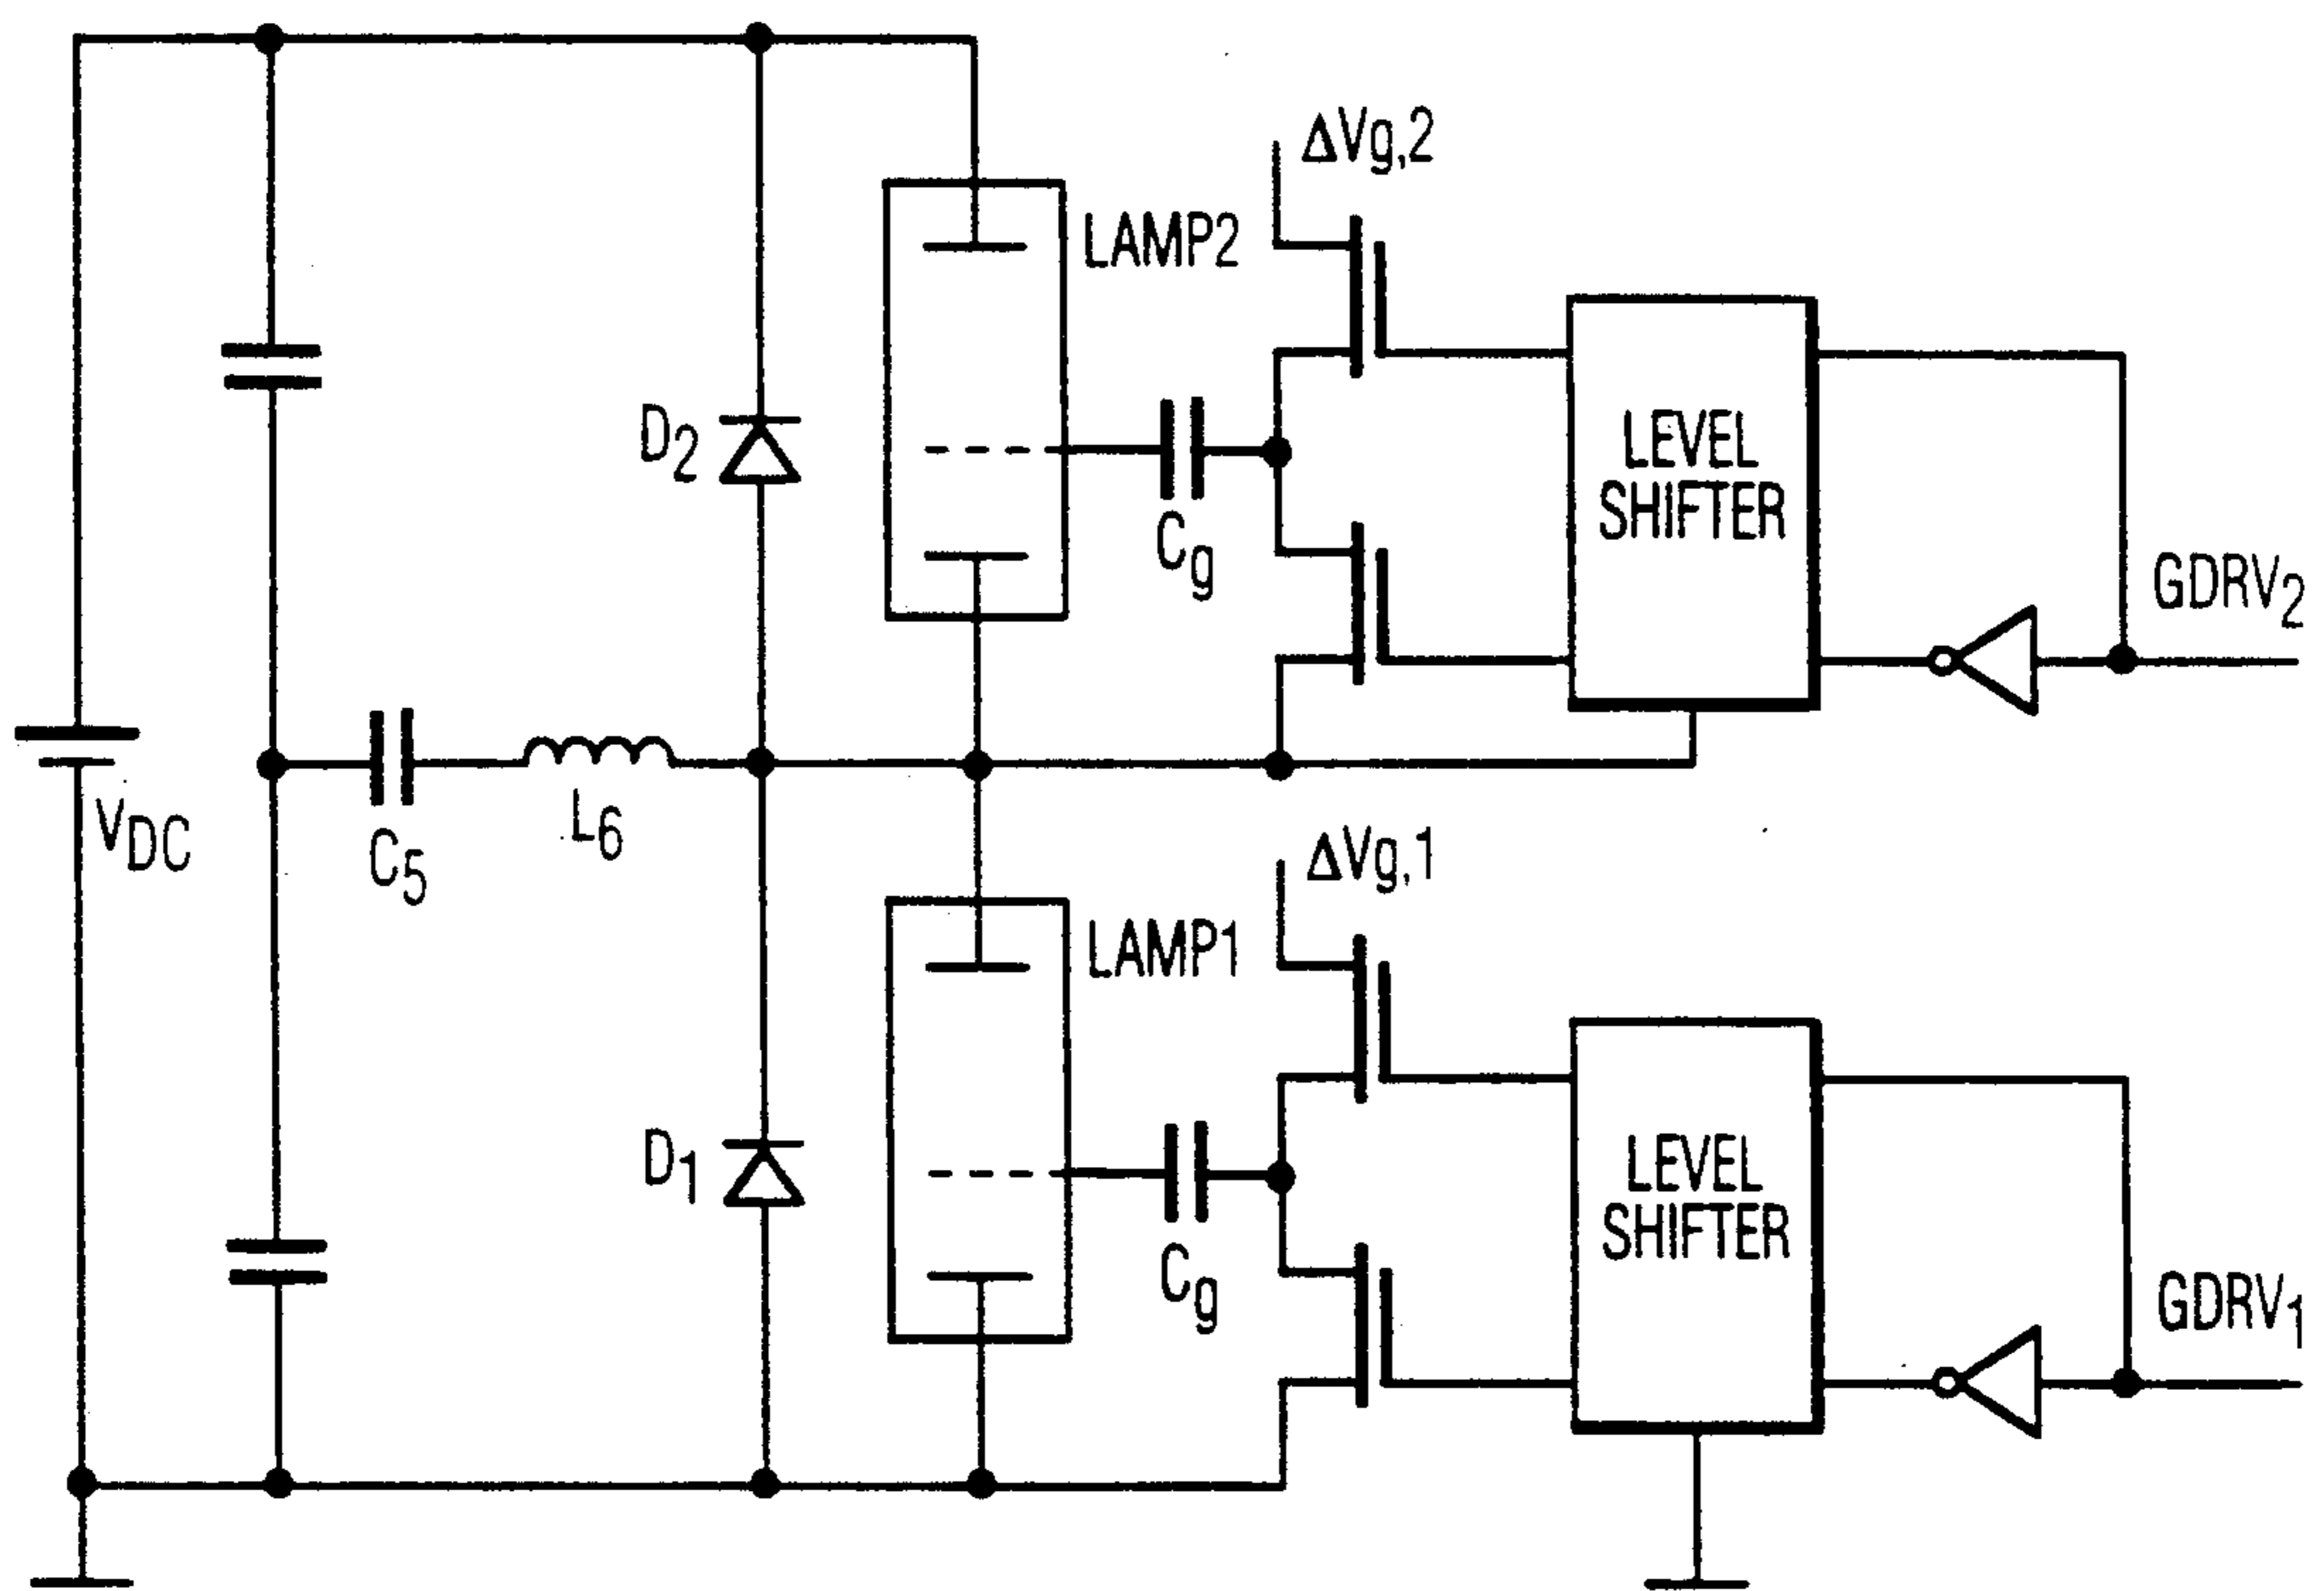 ΔVg,2
LAMP2
D2
LEVEL
SHIFTER
Cg
GDRV2
VDC
C5
L6
ΔVg,1
LAMP1
D1
LEVEL
SHIFTER
Cg
GDRV1